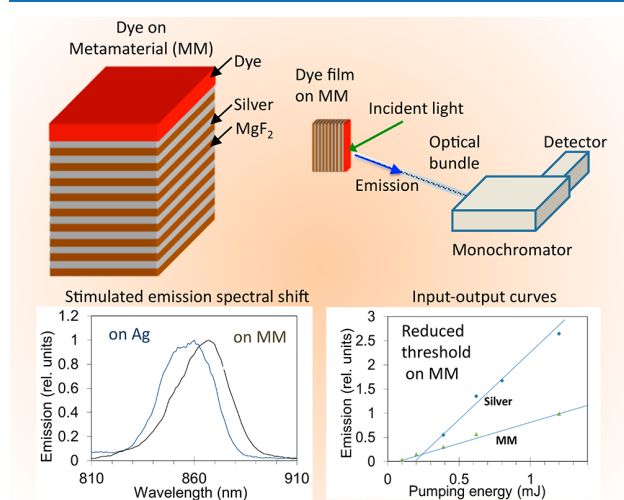 Dye on
Metamaterial (MM)
Dye
Silver
MgF₂
Dye film
on MM
Incident light
Optical
bundle
Detector
Emission
Monochromator
Stimulated emission spectral shift
Emission (rel. units)
1.2
1
0.8
0.6
0.4
0.2
0
on Ag
on MM
810
860
910
Wavelength (nm)
Input-output curves
Emission (rel. units)
3
2.5
2
1.5
1
0.5
0
Reduced
threshold
on MM
Silver
MM
0
0.5
1
Pumping energy (mJ)